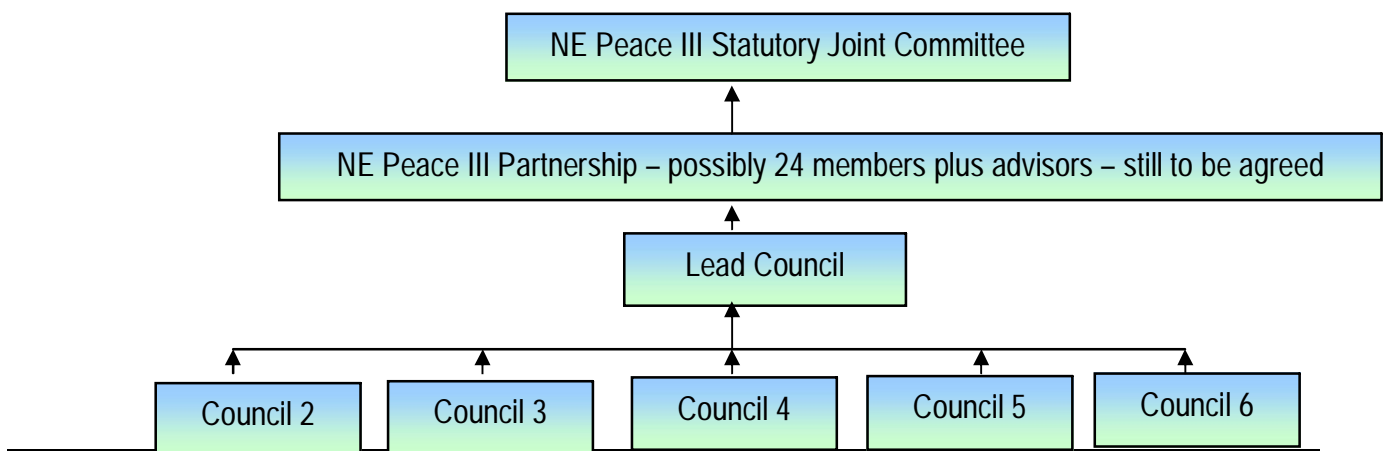 NE Peace III Statutory Joint Committee
NE Peace III Partnership – possibly 24 members plus advisors – still to be agreed
Lead Council
Council 2
Council 3
Council 4
Council 5
Council 6